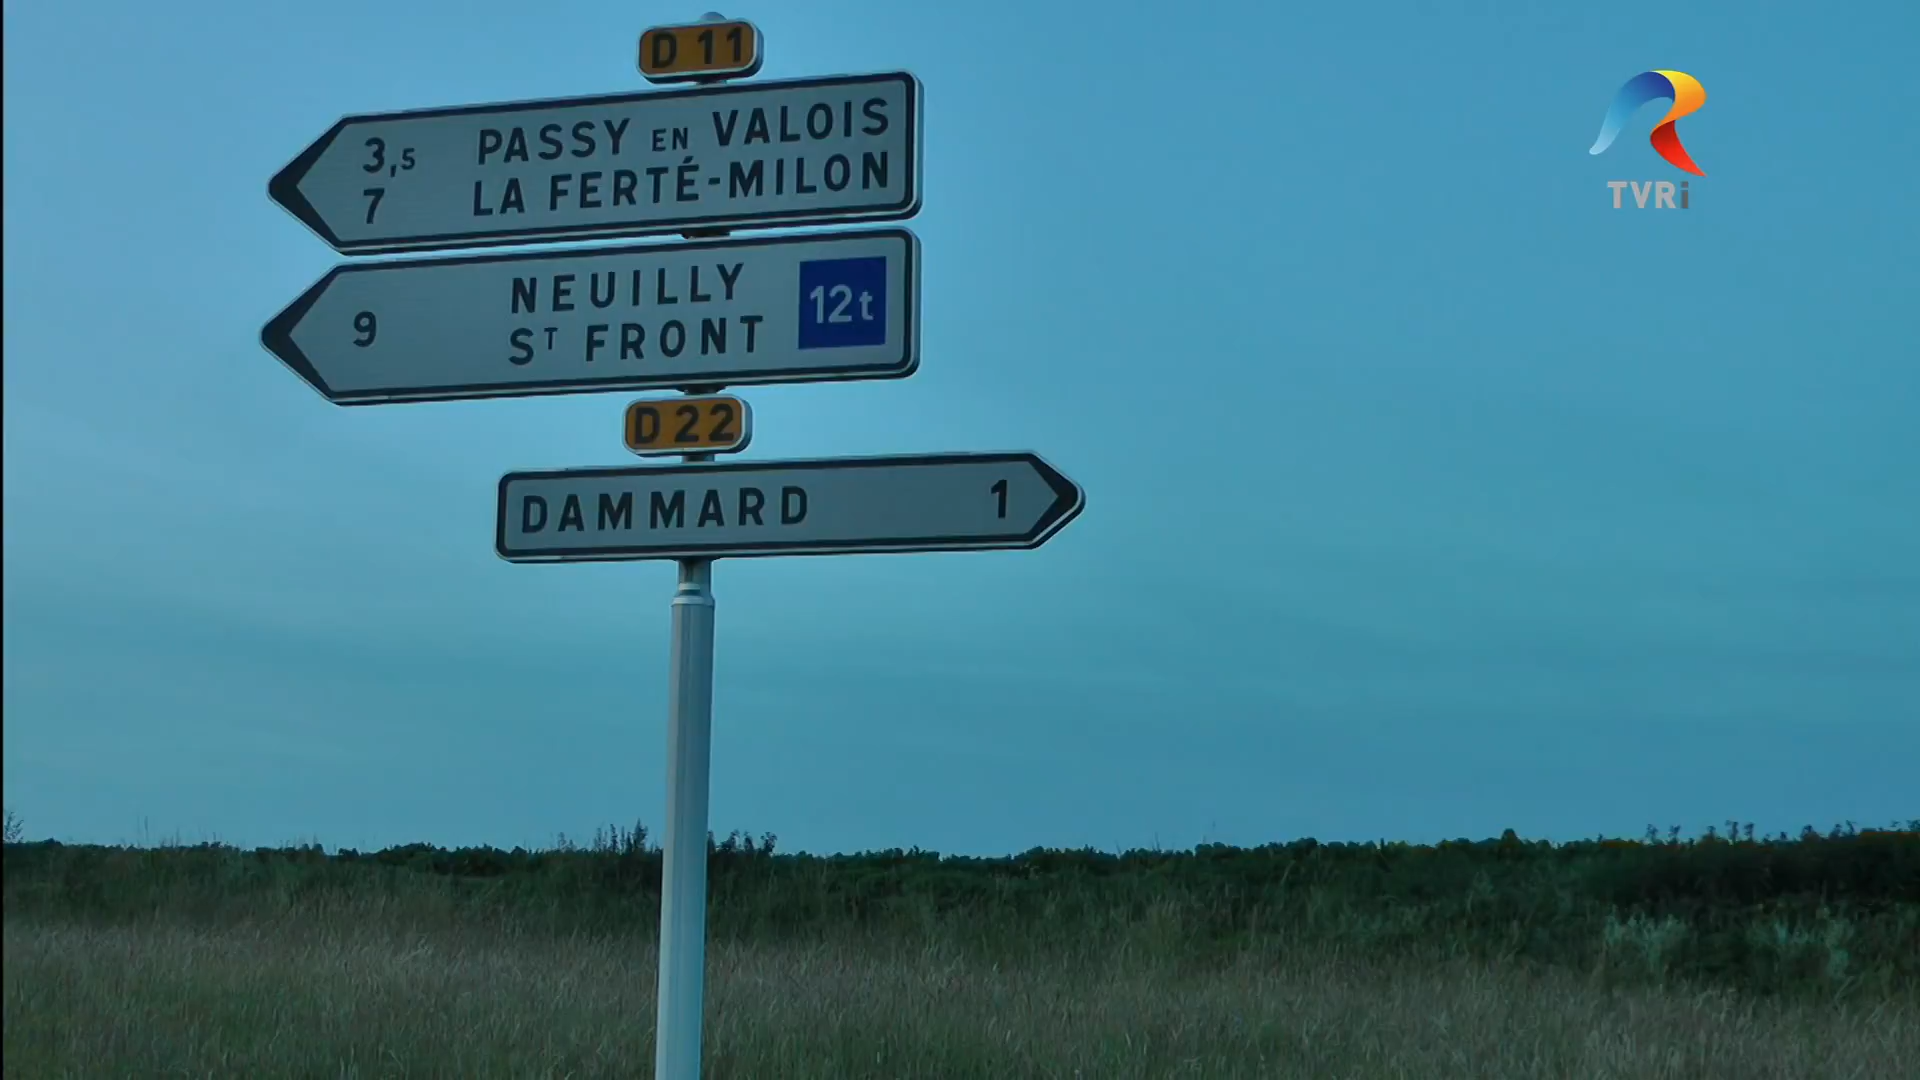 D 11
3,5 PASSY EN VALOIS
7 LA FERTÉ-MILON
9 NEUILLY
ST FRONT
12t
D 22
DAMMARD 1
TVRi